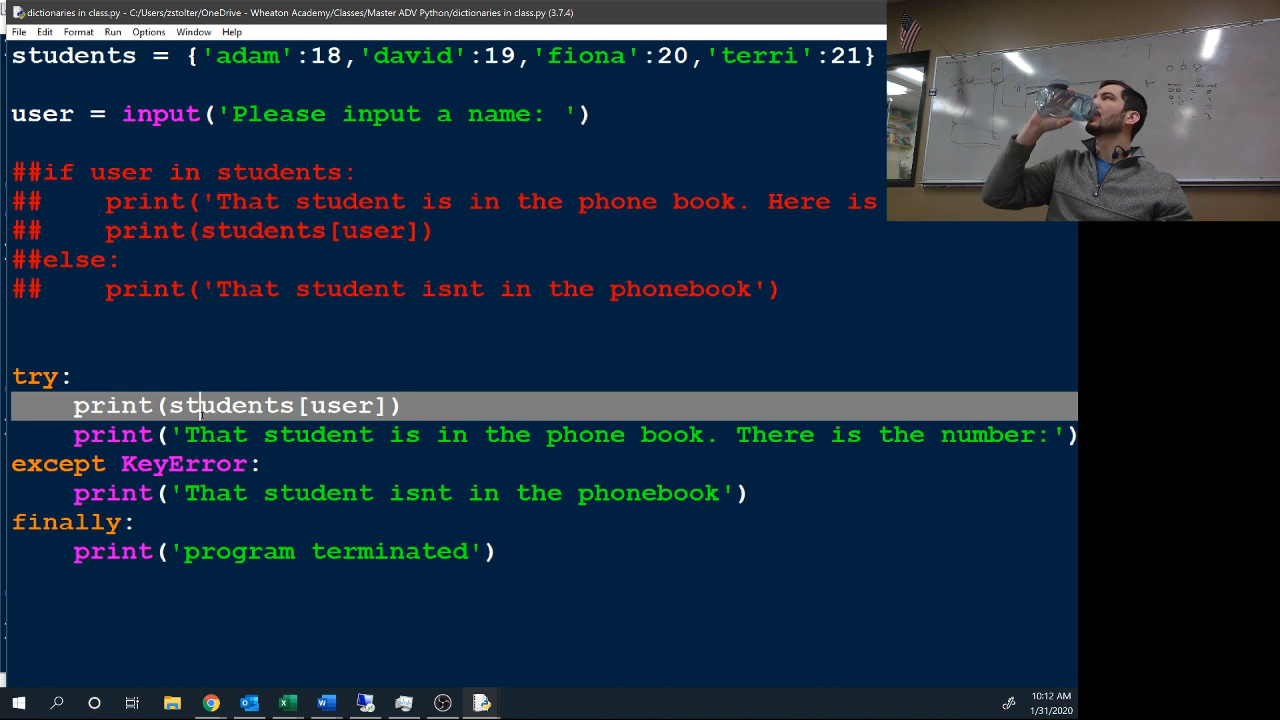 dictionaries in class.py - C:/Users/zstolter/OneDrive - Wheaton Academy/Classes/Master ADV Python/dictionaries in class.py (3.7.4)
File Edit Format Run Options Window Help
students = {'adam':18,'david':19,'fiona':20,'terri':21}
user = input('Please input a name: ')
##if user in students:
##    print('That student is in the phone book. Here is
##    print(students[user])
##else:
##    print('That student isnt in the phonebook')
try:
    print(students[user])
    print('That student is in the phone book. There is the number:')
except KeyError:
    print('That student isnt in the phonebook')
finally:
    print('program terminated')
10:12 AM
1/31/2020